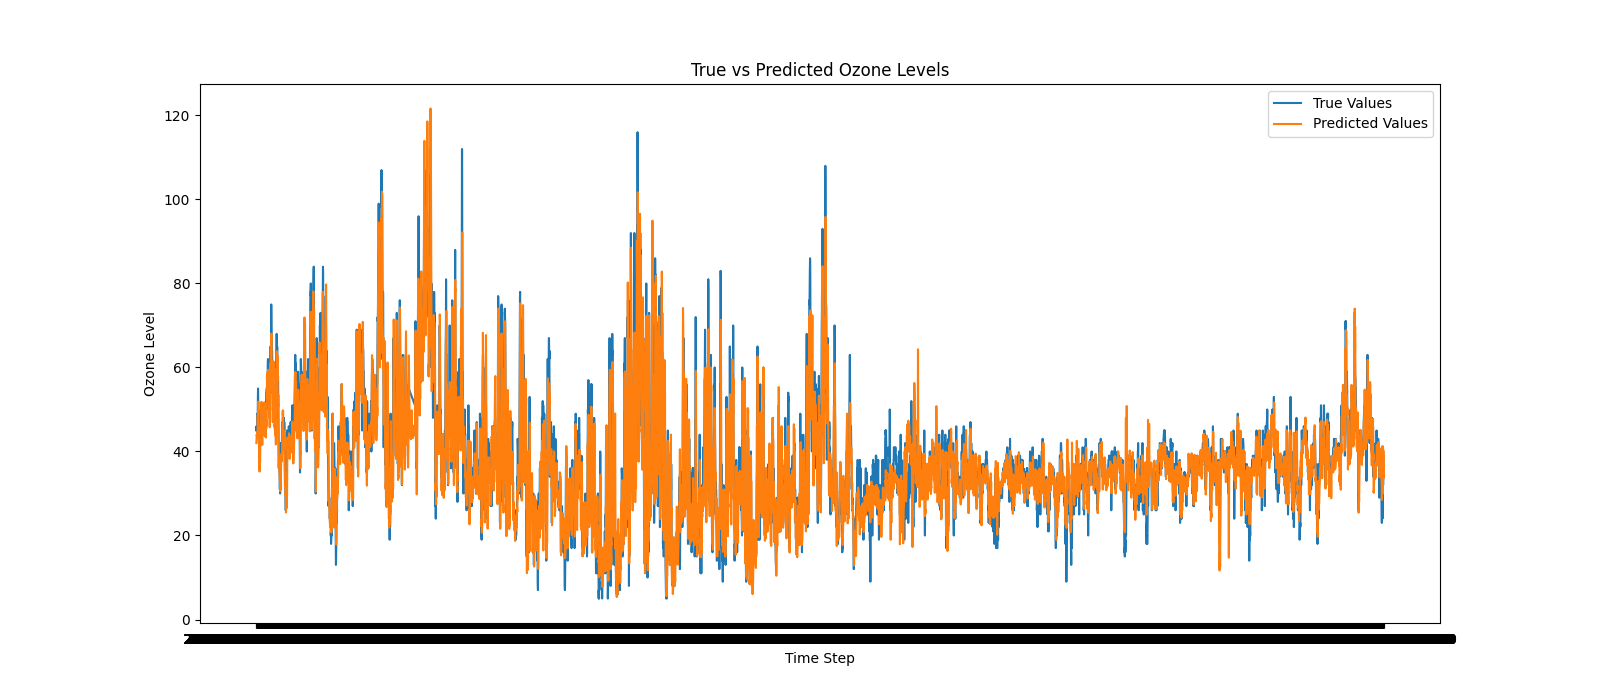 True vs Predicted Ozone Levels
True Values
Predicted Values
120
100
80
60
40
20
0
Ozone Level
Time Step